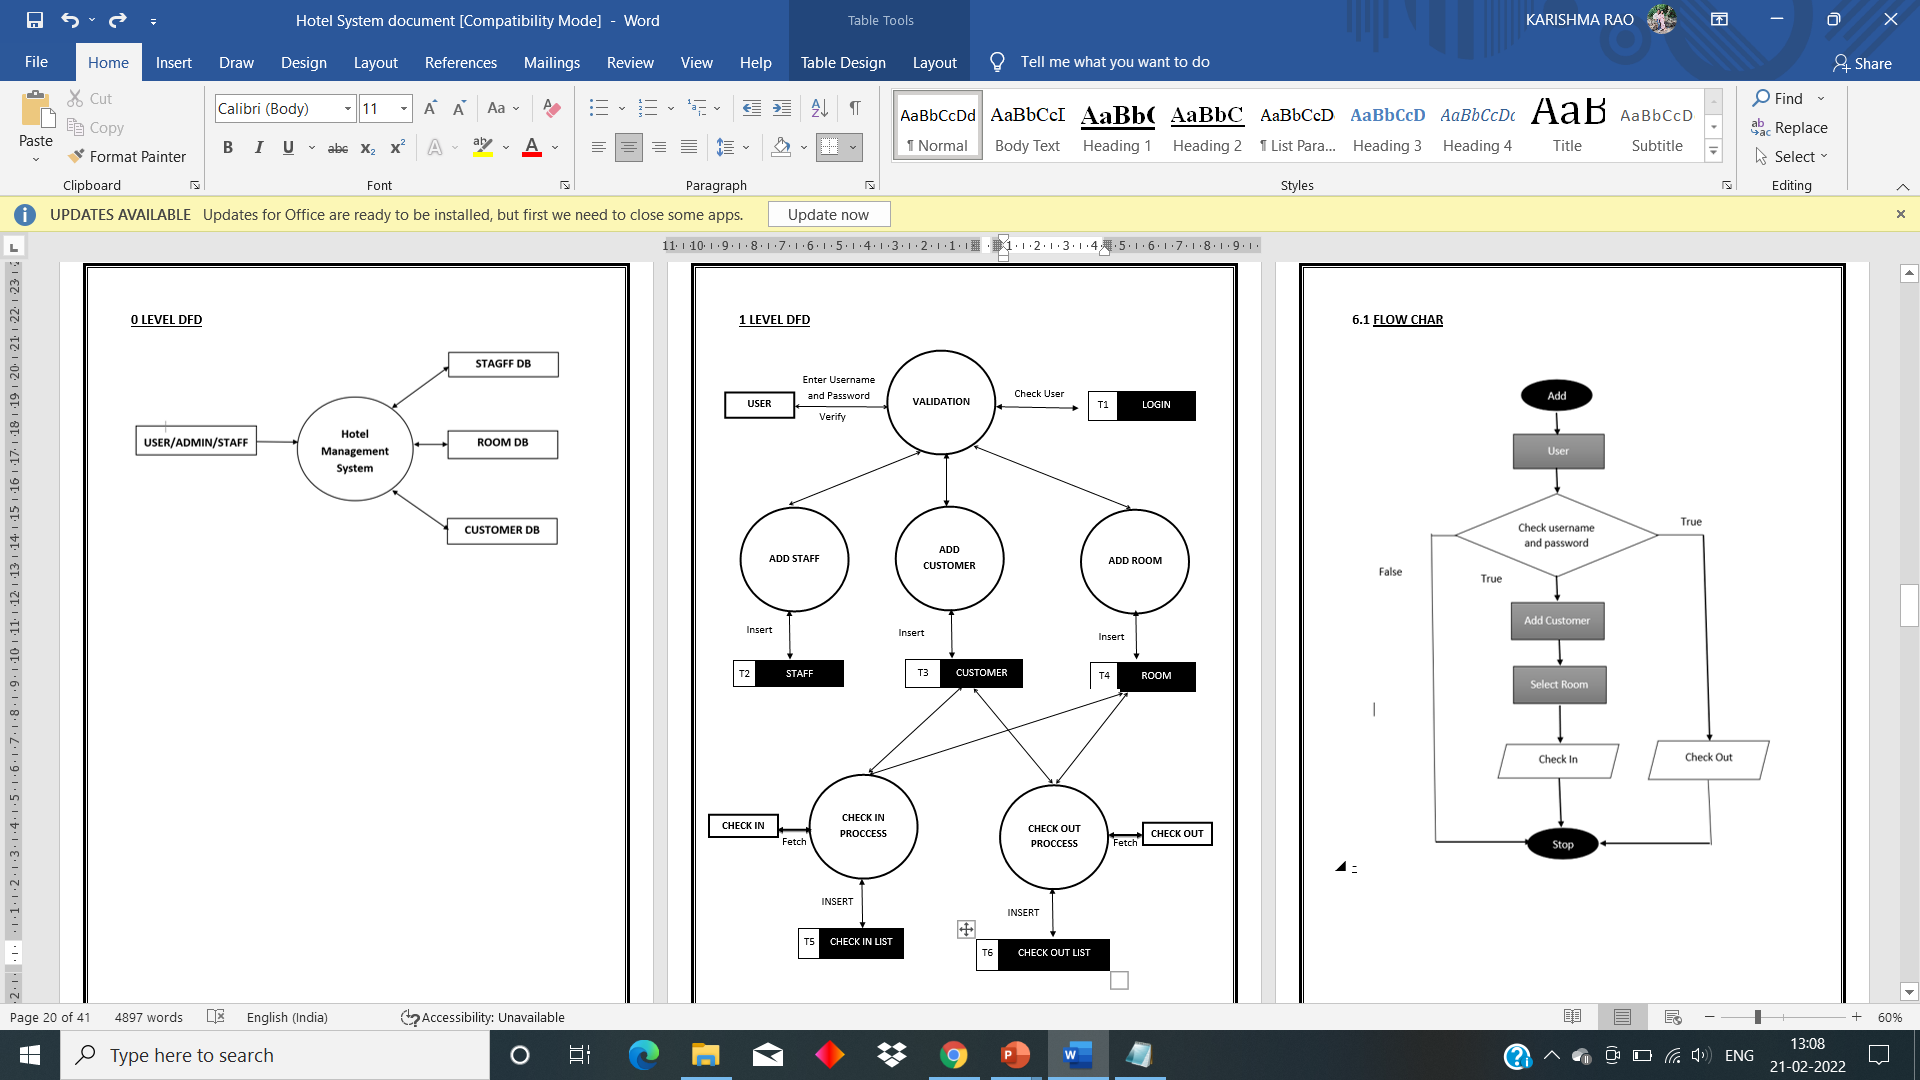 Hotel System document [Compatibility Mode] - Word
Table Tools
KARISHMA RAO
File Home Insert Draw Design Layout References Mailings Review View Help Table Design Layout Tell me what you want to do
Share
Paste
Cut
Copy
Format Painter
Clipboard
Calibri (Body) 11
Font
Paragraph
AaBbCcDd AaBbCcI AaBb( AaBbC AaBbCcD AaBbCcD AaBbCcDc AaB AaBbCcD
¶ Normal Body Text Heading 1 Heading 2 ¶ List Para... Heading 3 Heading 4 Title Subtitle
Styles
Find
Replace
Select
Editing
UPDATES AVAILABLE Updates for Office are ready to be installed, but first we need to close some apps. Update now
0 LEVEL DFD
STAGFF DB
USER/ADMIN/STAFF
Hotel
Management
System
ROOM DB
CUSTOMER DB
1 LEVEL DFD
USER
Enter Username
and Password
Verify
VALIDATION
Check User
T1 LOGIN
ADD STAFF
ADD
CUSTOMER
ADD ROOM
Insert
Insert
Insert
T2 STAFF
T3 CUSTOMER
T4 ROOM
CHECK IN
Fetch
CHECK IN
PROCCESS
CHECK OUT
PROCCESS
Fetch
CHECK OUT
INSERT
INSERT
T5 CHECK IN LIST
T6 CHECK OUT LIST
6.1 FLOW CHAR
Add
User
Check username
and password
True
False
True
Add Customer
Select Room
Check In
Check Out
Stop
Page 20 of 41 4897 words English (India) Accessibility: Unavailable
60%
Type here to search
ENG
13:08
21-02-2022